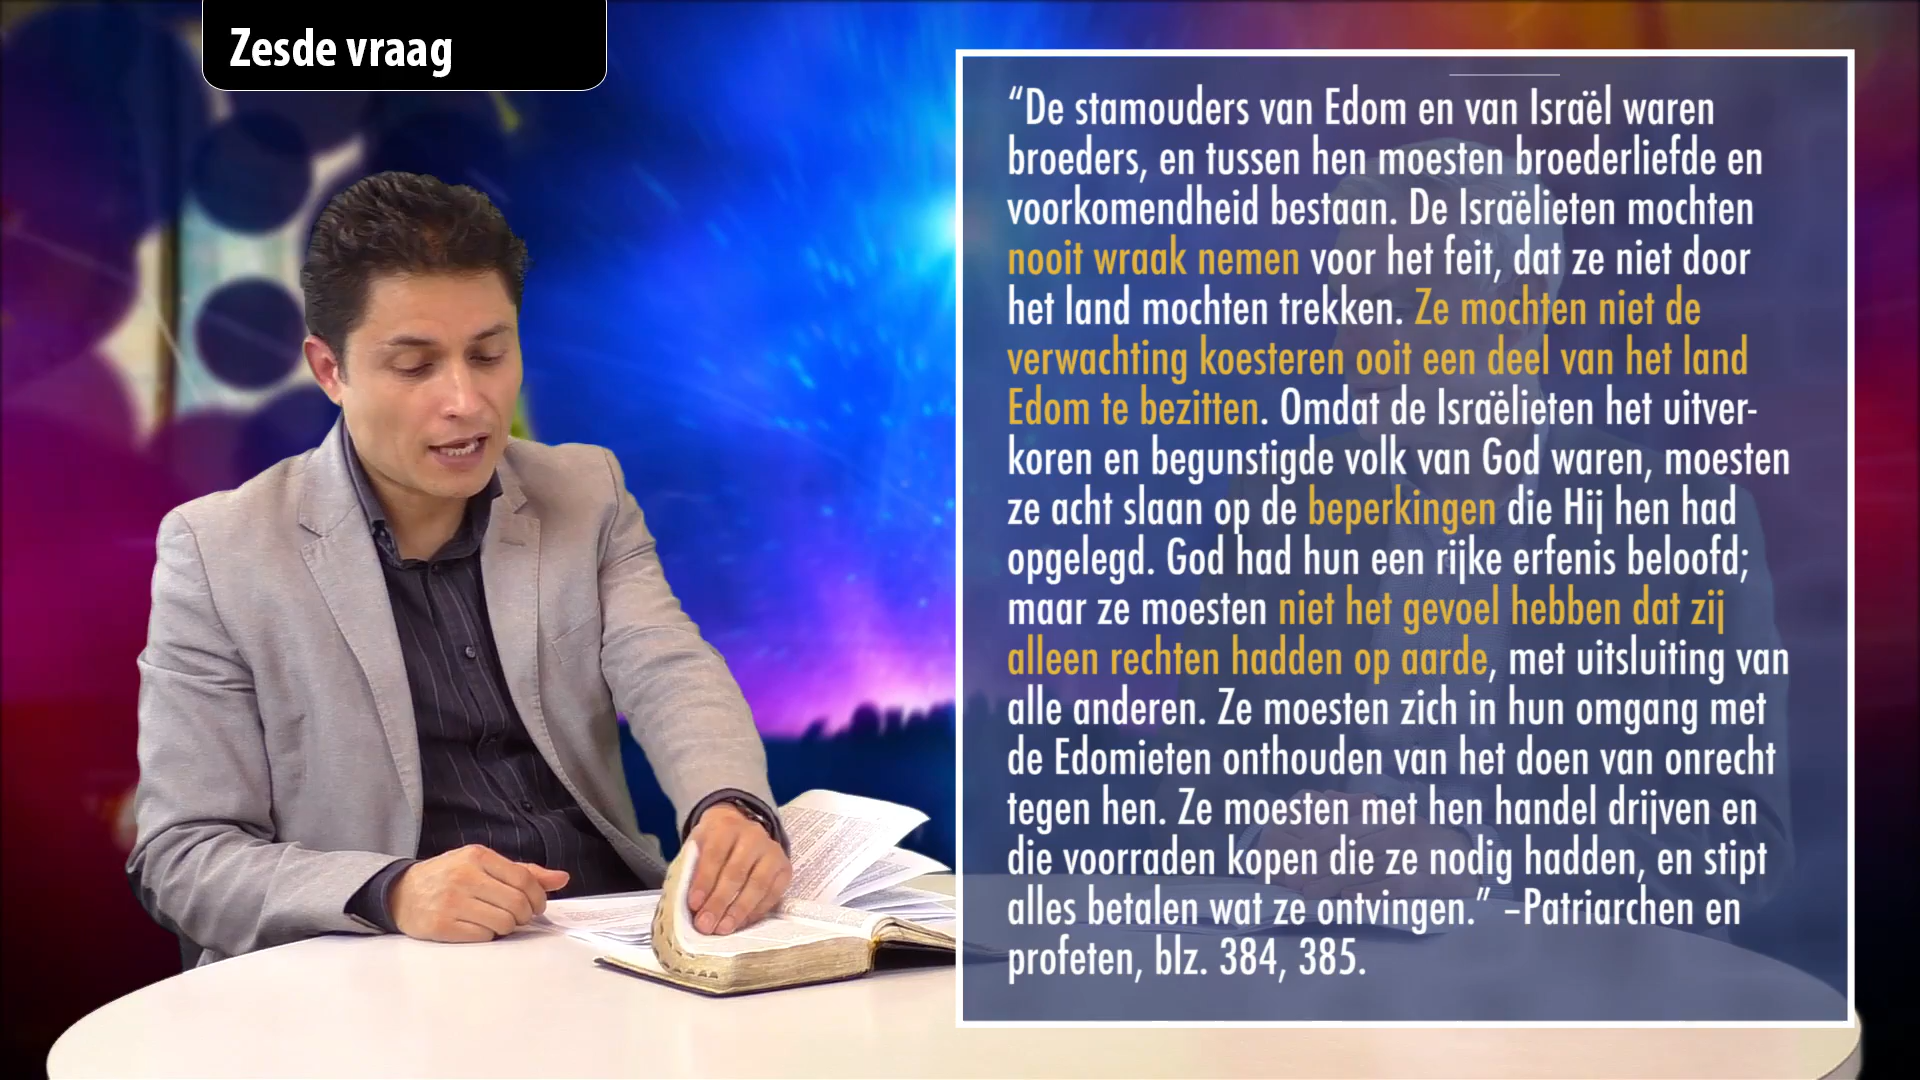 Zesde vraag
“De stamouders van Edom en van Israël waren
broeders, en tussen hen moesten broederliefde en
voorkomendheid bestaan. De Israëlieten mochten
nooit wraak nemen voor het feit, dat ze niet door
het land mochten trekken. Ze mochten niet de
verwachting koesteren ooit een deel van het land
Edom te bezitten. Omdat de Israëlieten het uitver-
koren en begunstigde volk van God waren, moesten
ze acht slaan op de beperkingen die Hij hen had
opgelegd. God had hun een rijke erfenis beloofd;
maar ze moesten niet het gevoel hebben dat zij
alleen rechten hadden op aarde, met uitsluiting van
alle anderen. Ze moesten zich in hun omgang met
de Edomieten onthouden van het doen van onrecht
tegen hen. Ze moesten met hen handel drijven en
die voorraden kopen die ze nodig hadden, en stipt
alles betalen wat ze ontvingen.” –Patriarchen en
profeten, blz. 384, 385.